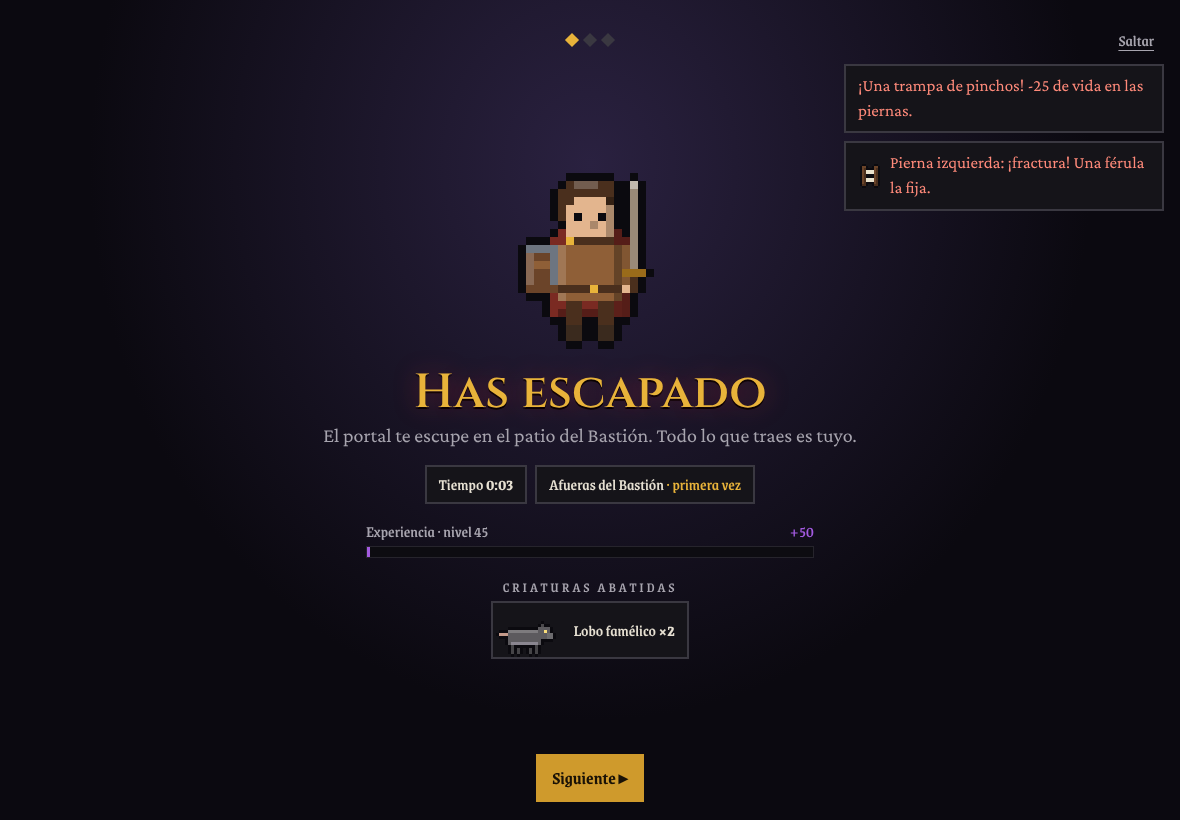 Saltar
¡Una trampa de pinchos! -25 de vida en las
piernas.
Pierna izquierda: ¡fractura! Una férula
la fija.
Has escapado
El portal te escupe en el patio del Bastión. Todo lo que traes es tuyo.
Tiempo 0:03
Afueras del Bastión · primera vez
Experiencia · nivel 45
+50
CRIATURAS ABATIDAS
Lobo famélico ×2
Siguiente ▶